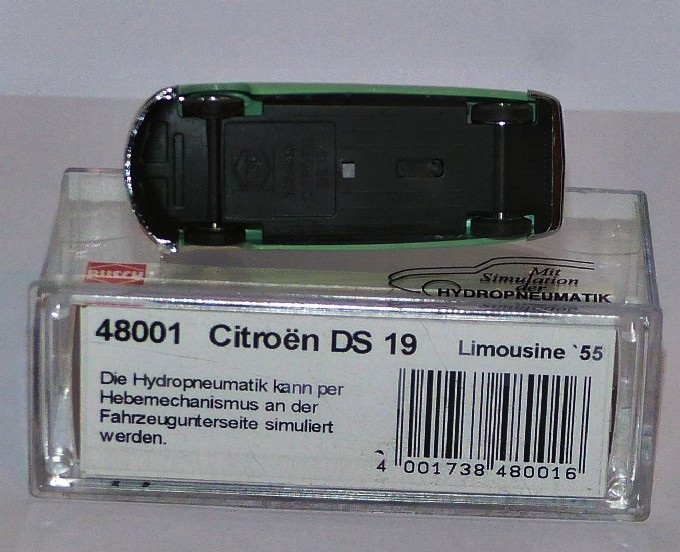 BUSCH
Mit
Simulation
der
HYDROPNEUMATIK
48001 Citroën DS 19 Limousine `55
Die Hydropneumatik kann per
Hebemechanismus an der
Fahrzeugunterseite simuliert
werden.
4 001738 480016